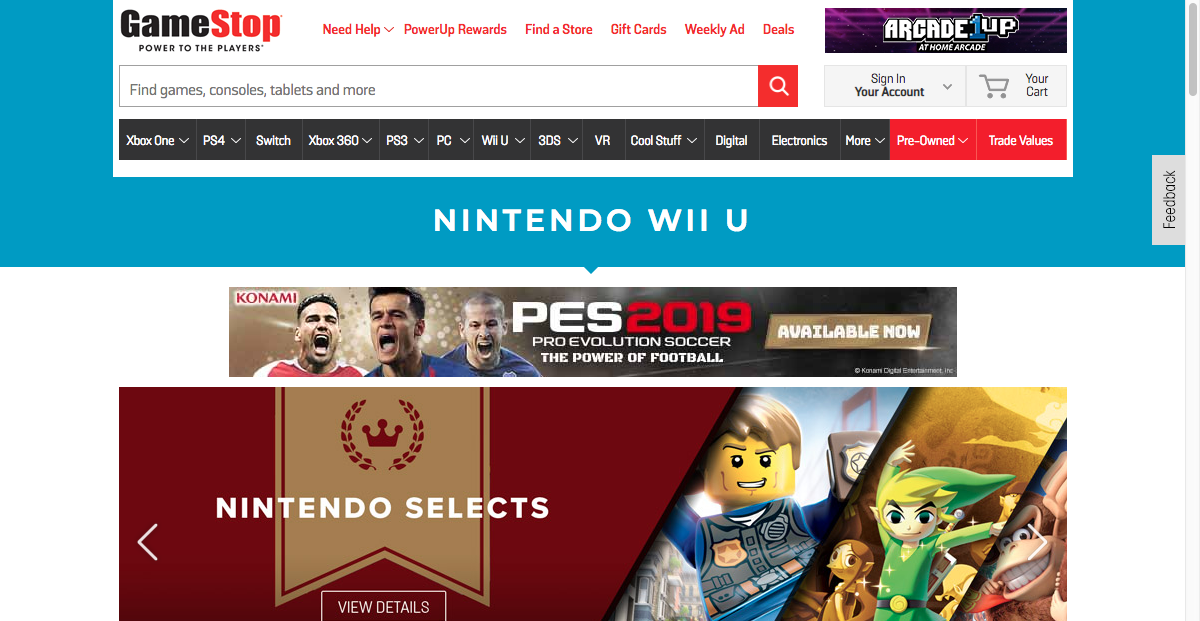 GameStop
POWER TO THE PLAYERS
Need Help
PowerUp Rewards
Find a Store
Gift Cards
Weekly Ad
Deals
ARCADE1UP
AT HOME ARCADE
Find games, consoles, tablets and more
Sign In
Your Account
Your
Cart
Xbox One
PS4
Switch
Xbox 360
PS3
PC
Wii U
3DS
VR
Cool Stuff
Digital
Electronics
More
Pre-Owned
Trade Values
Feedback
NINTENDO WII U
KONAMI
PES2019
PRO EVOLUTION SOCCER
THE POWER OF FOOTBALL
AVAILABLE NOW
© Konami Digital Entertainment, Inc
NINTENDO SELECTS
VIEW DETAILS